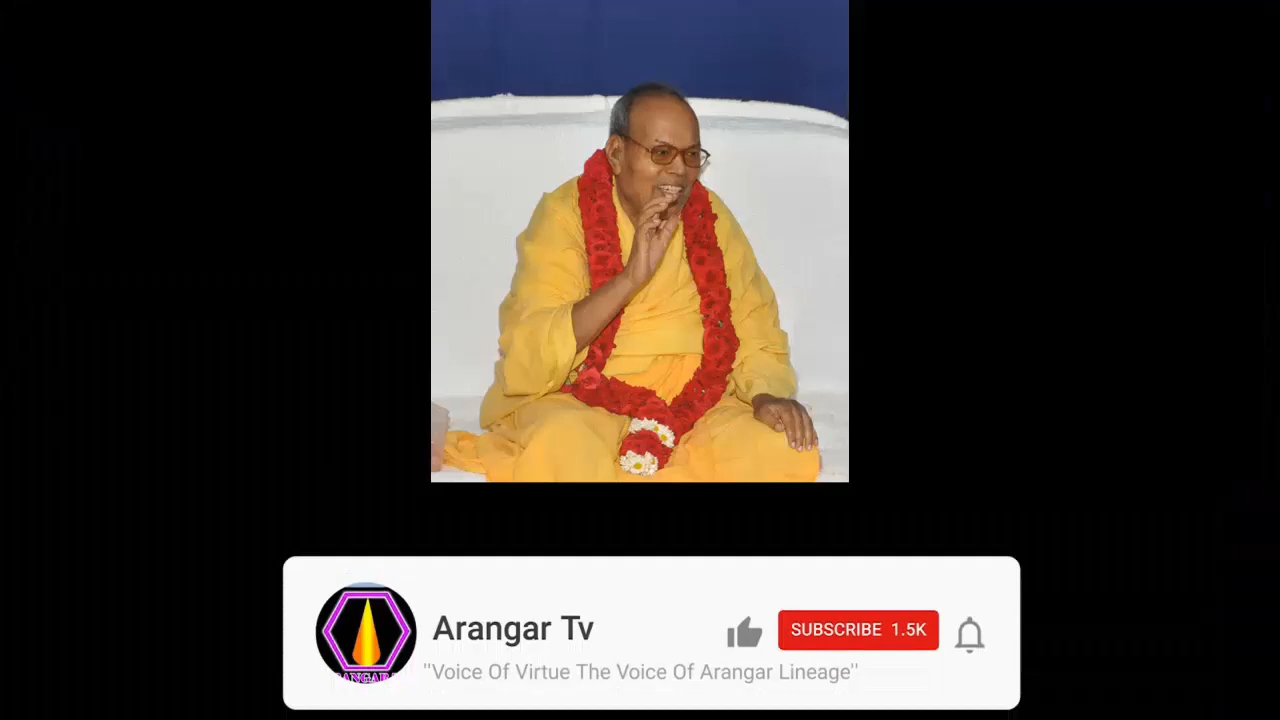 Arangar Tv
SUBSCRIBE 1.5K
"Voice Of Virtue The Voice Of Arangar Lineage"